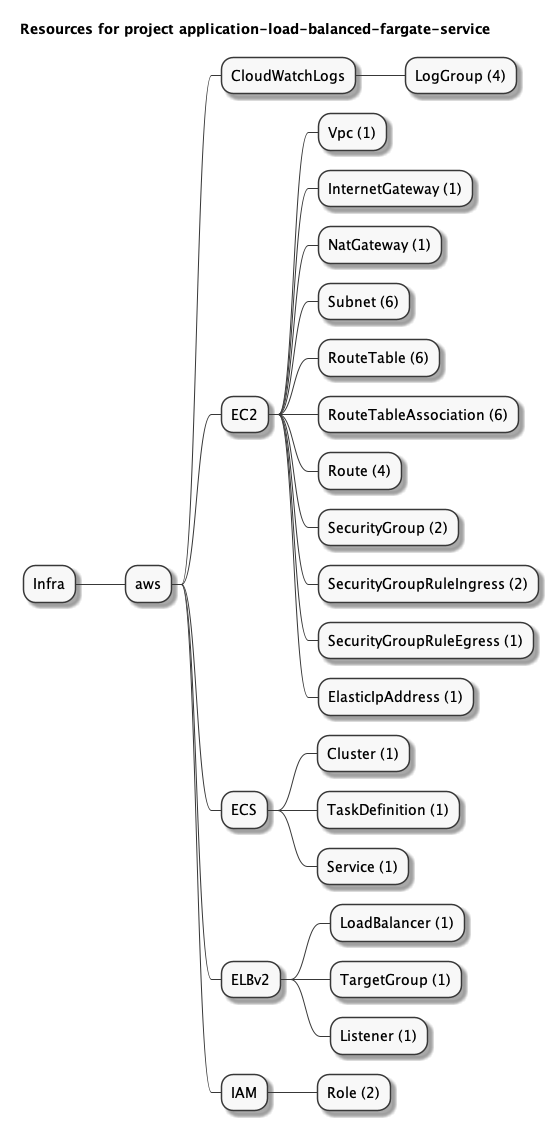 Resources for project application-load-balanced-fargate-service
CloudWatchLogs
LogGroup (4)
Vpc (1)
InternetGateway (1)
NatGateway (1)
Subnet (6)
RouteTable (6)
EC2
RouteTableAssociation (6)
Route (4)
SecurityGroup (2)
Infra
aws
SecurityGroupRuleIngress (2)
SecurityGroupRuleEgress (1)
ElasticIpAddress (1)
Cluster (1)
ECS
TaskDefinition (1)
Service (1)
LoadBalancer (1)
ELBv2
TargetGroup (1)
Listener (1)
IAM
Role (2)